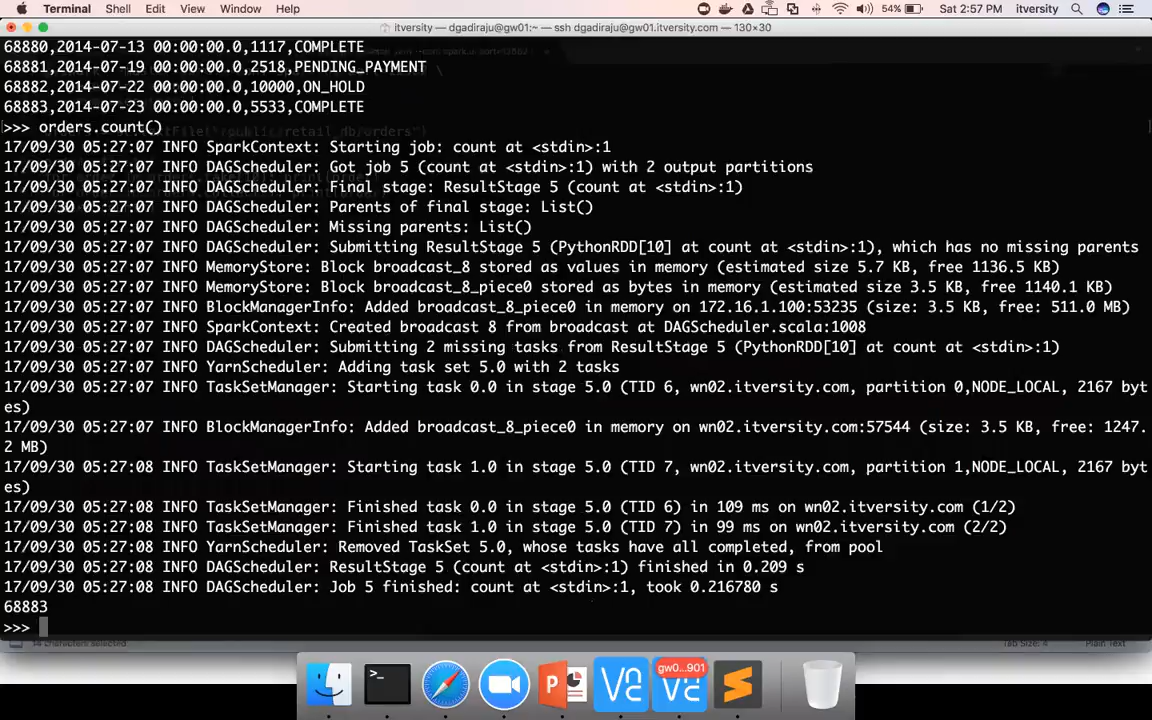 Terminal Shell Edit View Window Help 54% Sat 2:57 PM itversity
itversity — dgadiraju@gw01:~ — ssh dgadiraju@gw01.itversity.com — 130×30
68880,2014-07-13 00:00:00.0,1117,COMPLETE
68881,2014-07-19 00:00:00.0,2518,PENDING_PAYMENT
68882,2014-07-22 00:00:00.0,10000,ON_HOLD
68883,2014-07-23 00:00:00.0,5533,COMPLETE
>>> orders.count()
17/09/30 05:27:07 INFO SparkContext: Starting job: count at <stdin>:1
17/09/30 05:27:07 INFO DAGScheduler: Got job 5 (count at <stdin>:1) with 2 output partitions
17/09/30 05:27:07 INFO DAGScheduler: Final stage: ResultStage 5 (count at <stdin>:1)
17/09/30 05:27:07 INFO DAGScheduler: Parents of final stage: List()
17/09/30 05:27:07 INFO DAGScheduler: Missing parents: List()
17/09/30 05:27:07 INFO DAGScheduler: Submitting ResultStage 5 (PythonRDD[10] at count at <stdin>:1), which has no missing parents
17/09/30 05:27:07 INFO MemoryStore: Block broadcast_8 stored as values in memory (estimated size 5.7 KB, free 1136.5 KB)
17/09/30 05:27:07 INFO MemoryStore: Block broadcast_8_piece0 stored as bytes in memory (estimated size 3.5 KB, free 1140.1 KB)
17/09/30 05:27:07 INFO BlockManagerInfo: Added broadcast_8_piece0 in memory on 172.16.1.100:53235 (size: 3.5 KB, free: 511.0 MB)
17/09/30 05:27:07 INFO SparkContext: Created broadcast 8 from broadcast at DAGScheduler.scala:1008
17/09/30 05:27:07 INFO DAGScheduler: Submitting 2 missing tasks from ResultStage 5 (PythonRDD[10] at count at <stdin>:1)
17/09/30 05:27:07 INFO YarnScheduler: Adding task set 5.0 with 2 tasks
17/09/30 05:27:07 INFO TaskSetManager: Starting task 0.0 in stage 5.0 (TID 6, wn02.itversity.com, partition 0,NODE_LOCAL, 2167 byt
es)
17/09/30 05:27:07 INFO BlockManagerInfo: Added broadcast_8_piece0 in memory on wn02.itversity.com:57544 (size: 3.5 KB, free: 1247.
2 MB)
17/09/30 05:27:08 INFO TaskSetManager: Starting task 1.0 in stage 5.0 (TID 7, wn02.itversity.com, partition 1,NODE_LOCAL, 2167 byt
es)
17/09/30 05:27:08 INFO TaskSetManager: Finished task 0.0 in stage 5.0 (TID 6) in 109 ms on wn02.itversity.com (1/2)
17/09/30 05:27:08 INFO TaskSetManager: Finished task 1.0 in stage 5.0 (TID 7) in 99 ms on wn02.itversity.com (2/2)
17/09/30 05:27:08 INFO YarnScheduler: Removed TaskSet 5.0, whose tasks have all completed, from pool
17/09/30 05:27:08 INFO DAGScheduler: ResultStage 5 (count at <stdin>:1) finished in 0.209 s
17/09/30 05:27:08 INFO DAGScheduler: Job 5 finished: count at <stdin>:1, took 0.216780 s
68883
>>>
Tab Size: 4 Plain Text
gw0...901